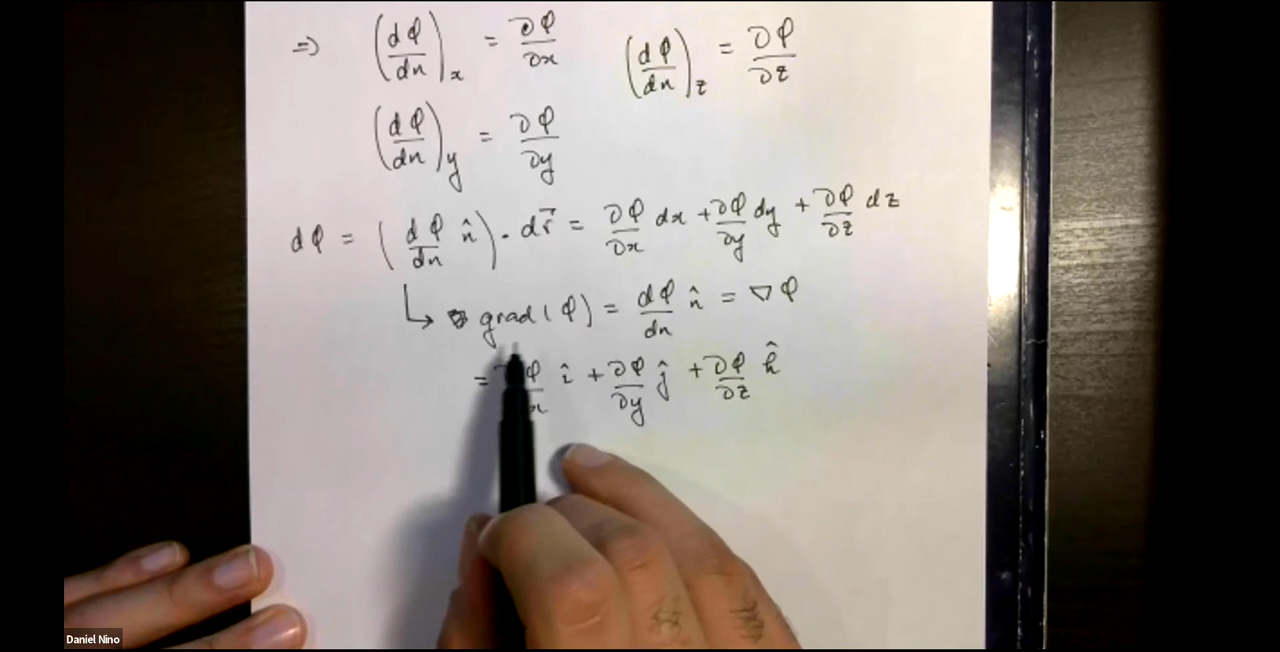 ⇒ (dφ/dn)_x = ∂φ/∂x (dφ/dn)_z = ∂φ/∂z
(dφ/dn)_y = ∂φ/∂y
dφ = (dφ/dn n̂) · dr⃗ = ∂φ/∂x dx + ∂φ/∂y dy + ∂φ/∂z dz
↳ grad(φ) = dφ/dn n̂ = ∇φ
= ∂φ/∂x î + ∂φ/∂y ĵ + ∂φ/∂z k̂
Daniel Nino